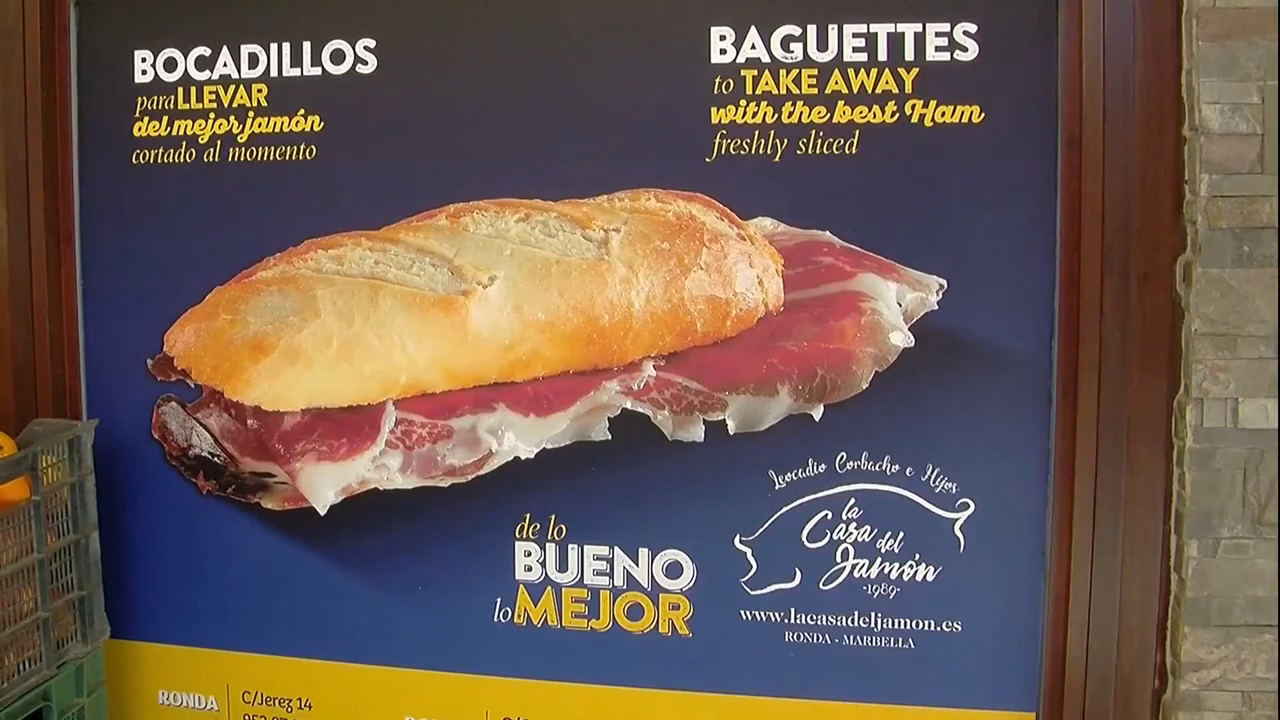 BOCADILLOS
para LLEVAR
del mejor jamón
cortado al momento
BAGUETTES
to TAKE AWAY
with the best Ham
freshly sliced
de lo
BUENO
lo MEJOR
Leocadio Corbacho e Hijos
la
Casa del
Jamón
-1989-
www.lacasadeljamon.es
RONDA - MARBELLA
RONDA
C/Jerez 14